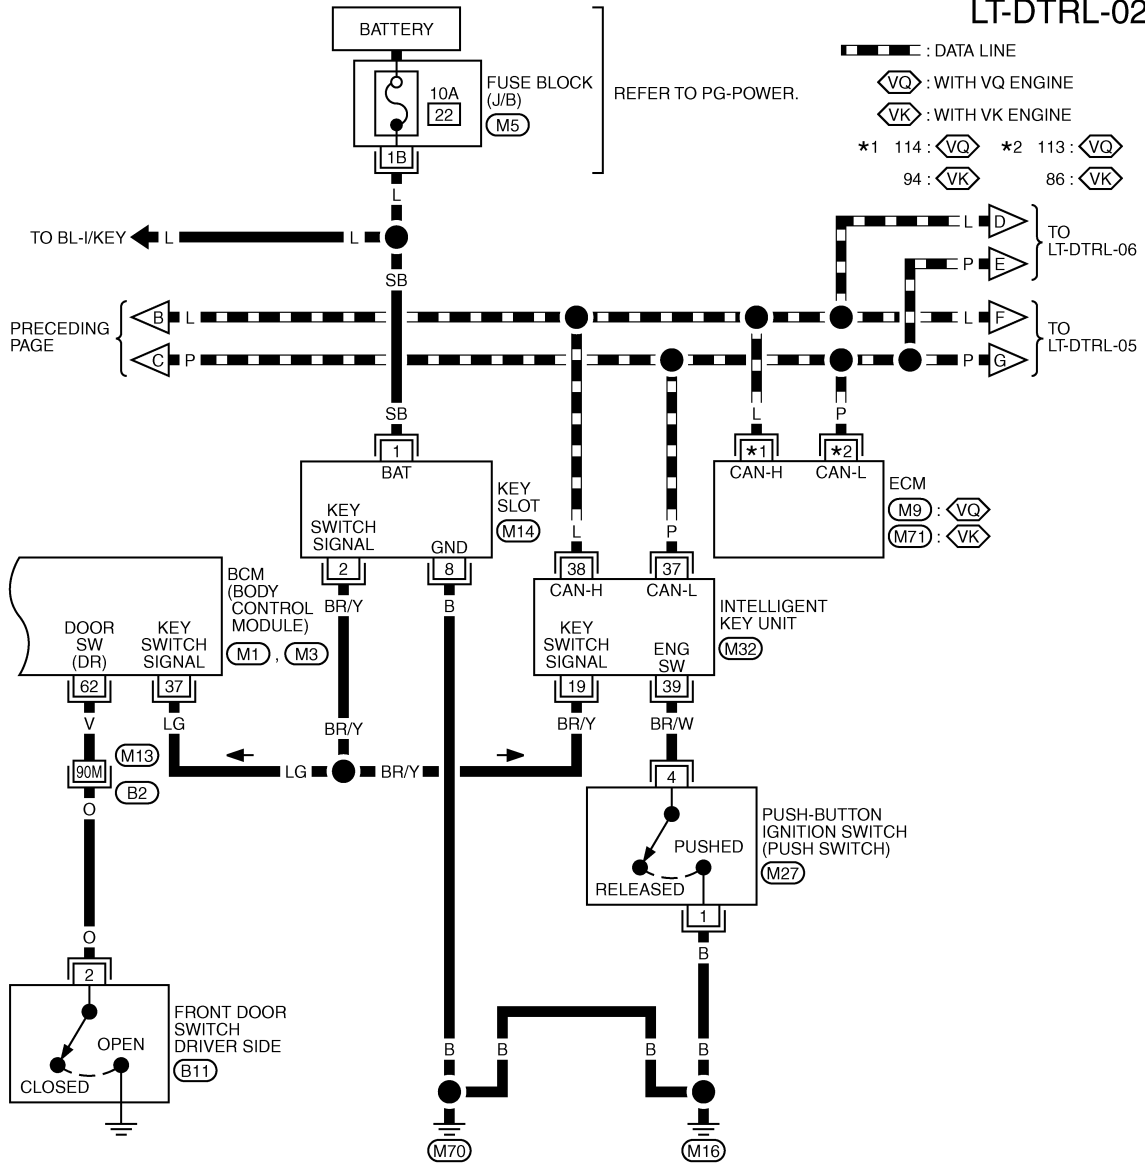 LT-DTRL-02
BATTERY
: DATA LINE
FUSE BLOCK
(J/B)
10A
22
M5
REFER TO PG-POWER.
VQ : WITH VQ ENGINE
VK : WITH VK ENGINE
*1 114 : VQ *2 113 : VQ
94 : VK 86 : VK
1B
L
TO BL-I/KEY L L
L D
TO
LT-DTRL-06
P E
SB
PRECEDING
PAGE
B L
L F
C P
P G
TO
LT-DTRL-05
SB
L P
1
*1 *2
BAT
CAN-H CAN-L
ECM
M9 : VQ
M71 : VK
KEY
SLOT
M14
KEY
SWITCH
SIGNAL
GND
L P
2 8
38 37
BR/Y B
CAN-H CAN-L
BCM
(BODY
CONTROL
MODULE)
M1 , M3
INTELLIGENT
KEY UNIT
M32
DOOR
SW
(DR)
KEY
SWITCH
SIGNAL
KEY
SWITCH
SIGNAL
ENG
SW
62 37
19 39
V LG BR/Y BR/Y BR/W
M13
90M
B2
LG BR/Y
4
O
PUSH-BUTTON
IGNITION SWITCH
(PUSH SWITCH)
M27
PUSHED
RELEASED
1
O
B
2
FRONT DOOR
SWITCH
DRIVER SIDE
B11
OPEN
CLOSED
B B B B
M70 M16